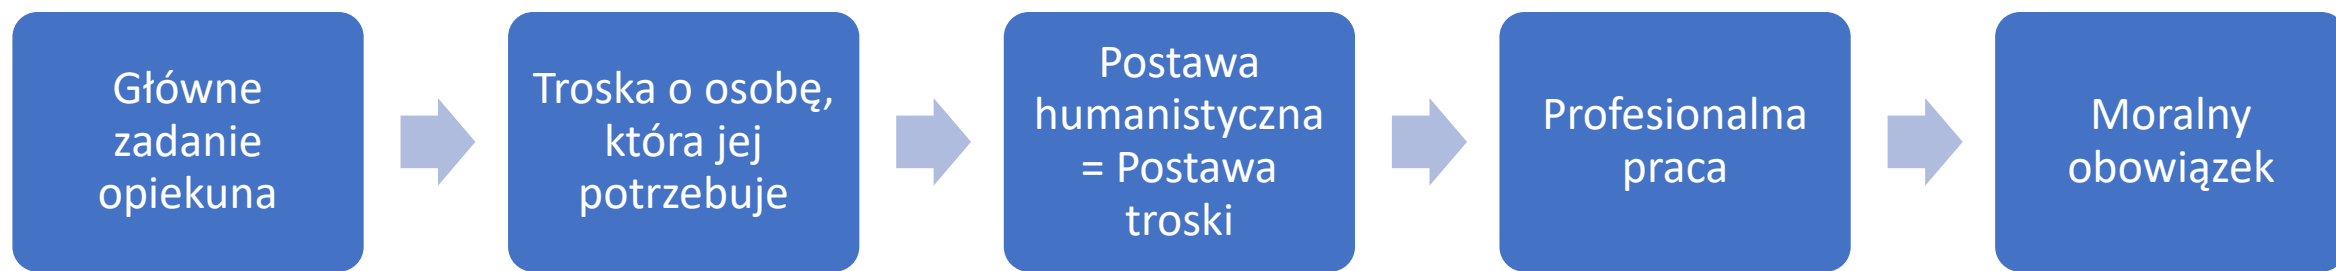 Główne
zadanie
opiekuna
Troska o osobę,
która jej
potrzebuje
Postawa
humanistyczna
= Postawa
troski
Profesionalna
praca
Moralny
obowiązek